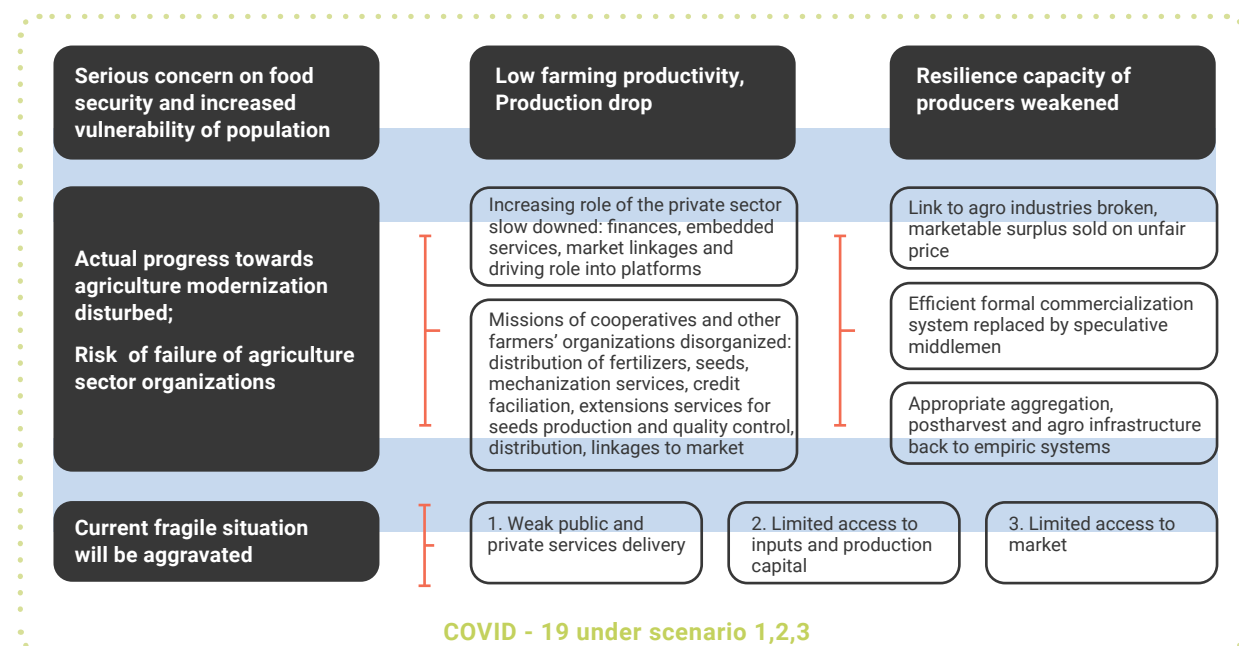 Serious concern on food
security and increased
vulnerability of population
Low farming productivity,
Production drop
Resilience capacity of
producers weakened
Actual progress towards
agriculture modernization
disturbed;
Risk of failure of agriculture
sector organizations
Increasing role of the private sector
slow downed: finances, embedded
services, market linkages and
driving role into platforms
Missions of cooperatives and other
farmers' organizations disorganized:
distribution of fertilizers, seeds,
mechanization services, credit
faciliation, extensions services for
seeds production and quality control,
distribution, linkages to market
Link to agro industries broken,
marketable surplus sold on unfair
price
Efficient formal commercialization
system replaced by speculative
middlemen
Appropriate aggregation,
postharvest and agro infrastructure
back to empiric systems
Current fragile situation
will be aggravated
1. Weak public and
private services delivery
2. Limited access to
inputs and production
capital
3. Limited access to
market
COVID - 19 under scenario 1,2,3